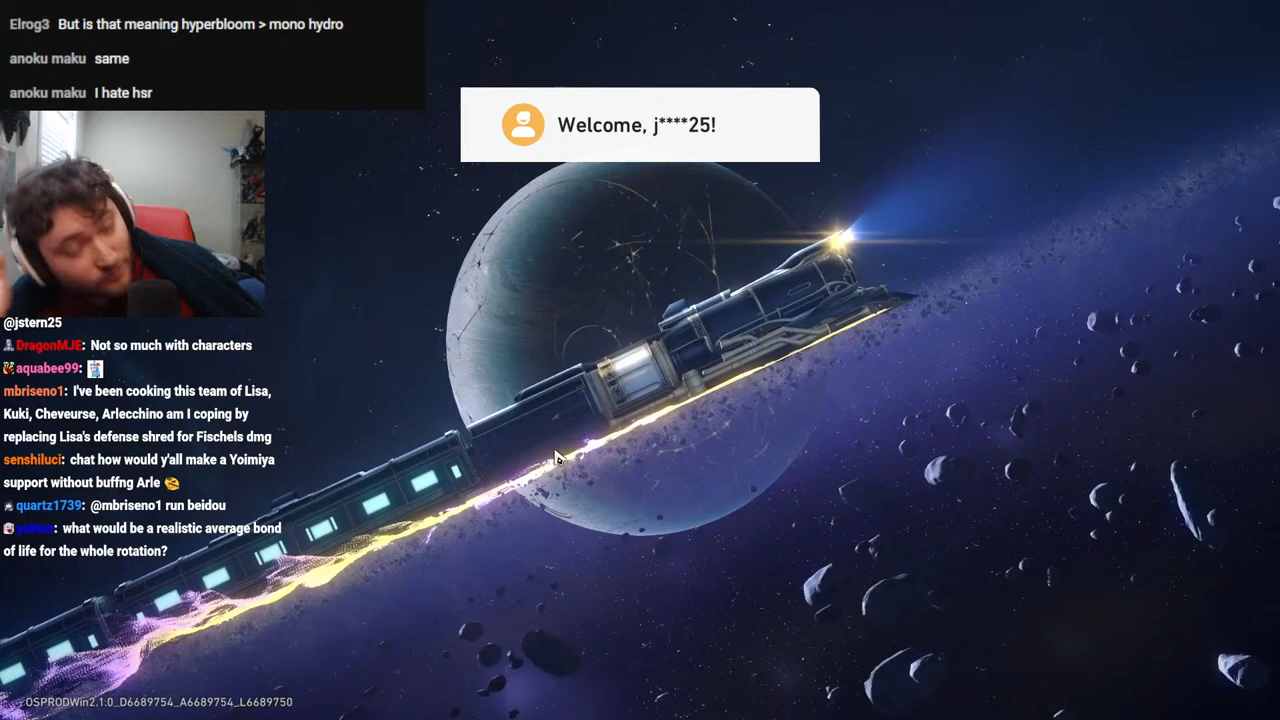 Elrog3 But is that meaning hyperbloom > mono hydro
anoku maku same
anoku maku I hate hsr
Welcome, j****25!
@jstern25
DragonMJE: Not so much with characters
aquabee99:
mbriseno1: I've been cooking this team of Lisa,
Kuki, Cheveurse, Arlecchino am I coping by
replacing Lisa's defense shred for Fischels dmg
senshiluci: chat how would y'all make a Yoimiya
support without buffng Arle
quartz1739: @mbriseno1 run beidou
what would be a realistic average bond
of life for the whole rotation?
OSPRODWin2.1.0_D6689754_A6689754_L6689750